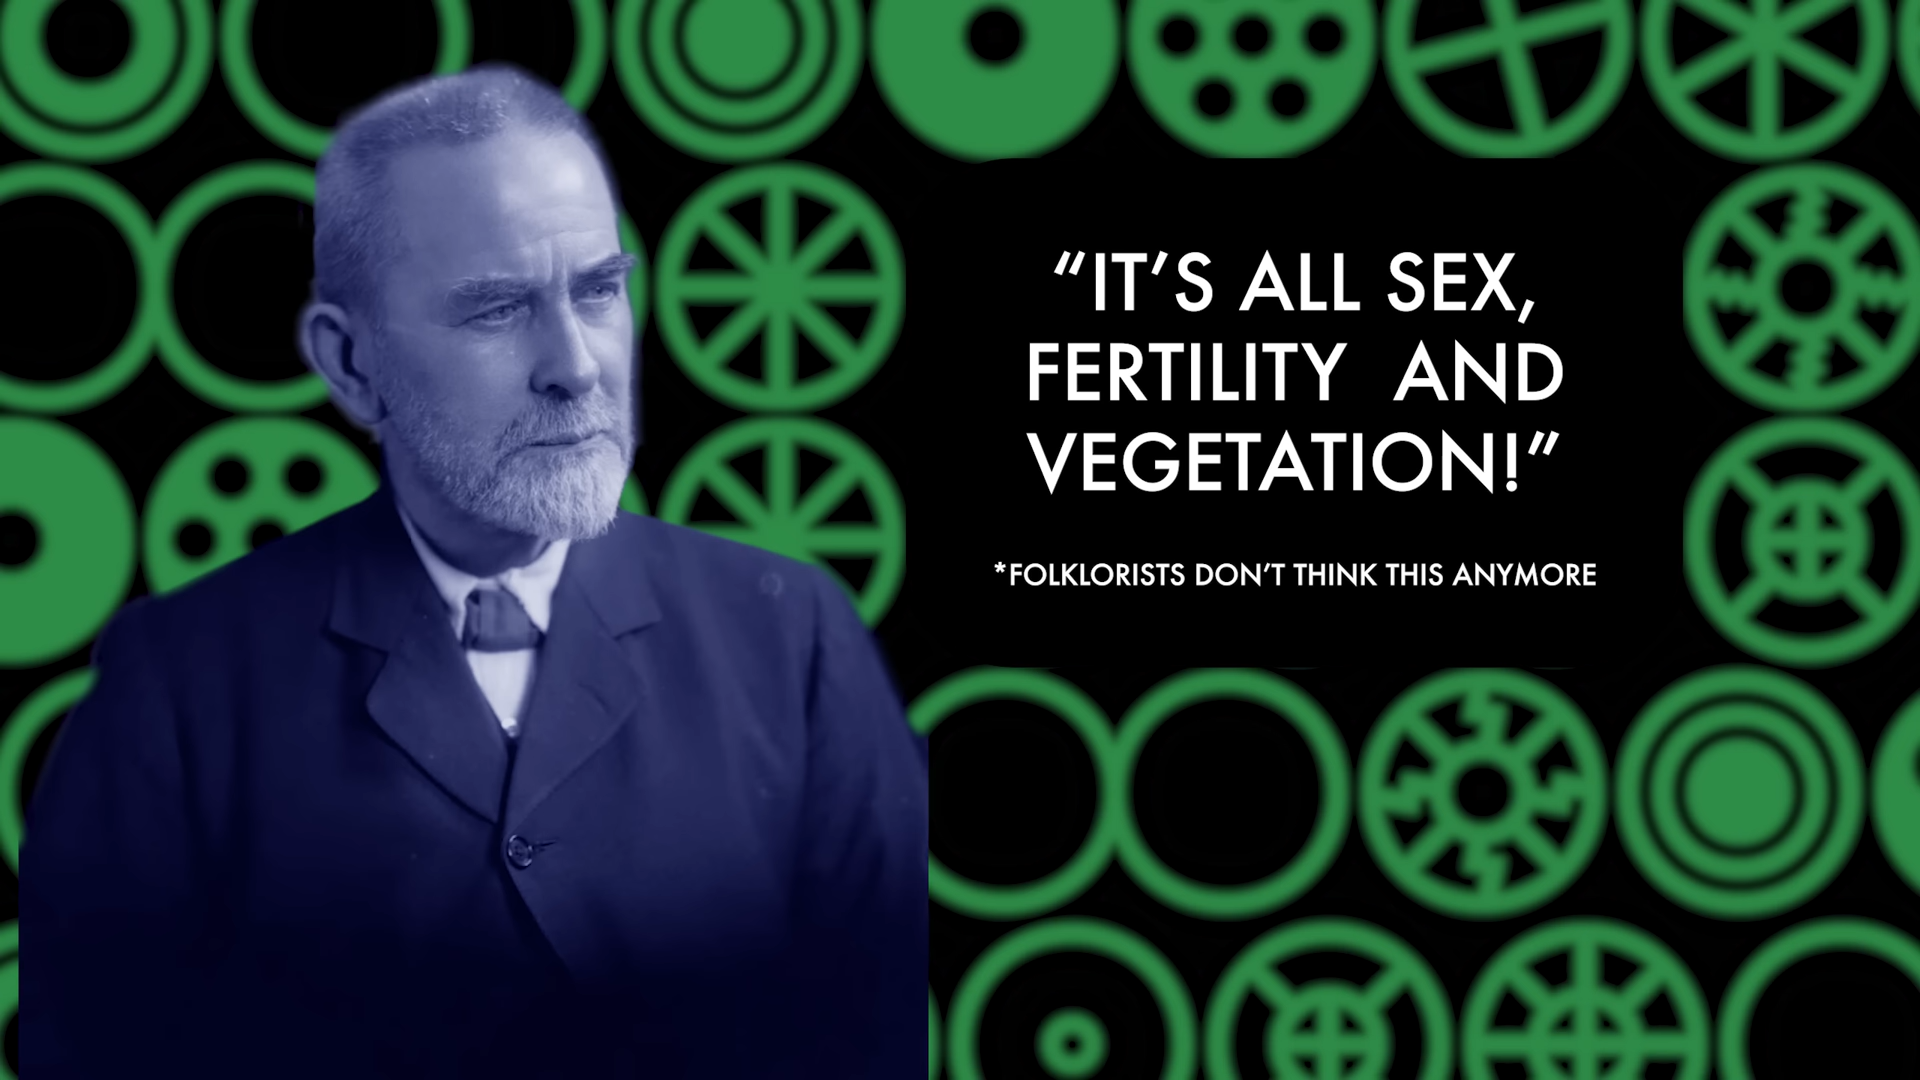 “IT’S ALL SEX,
FERTILITY AND
VEGETATION!”
*FOLKLORISTS DON’T THINK THIS ANYMORE